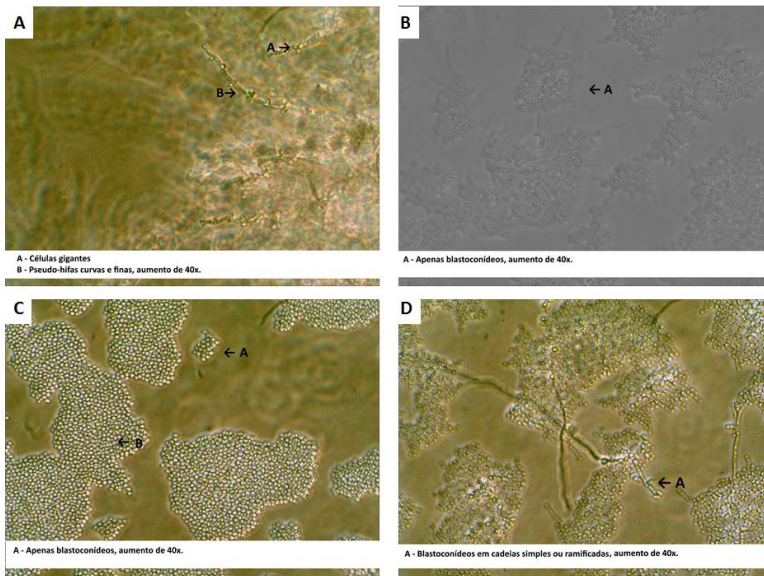 A
A →
B→
A - Células gigantes
B - Pseudo-hifas curvas e finas, aumento de 40x.
B
← A
A - Apenas blastoconídeos, aumento de 40x.
C
← A
← B
A - Apenas blastoconídeos, aumento de 40x.
D
← A
A - Blastoconídeos em cadeias simples ou ramificadas, aumento de 40x.